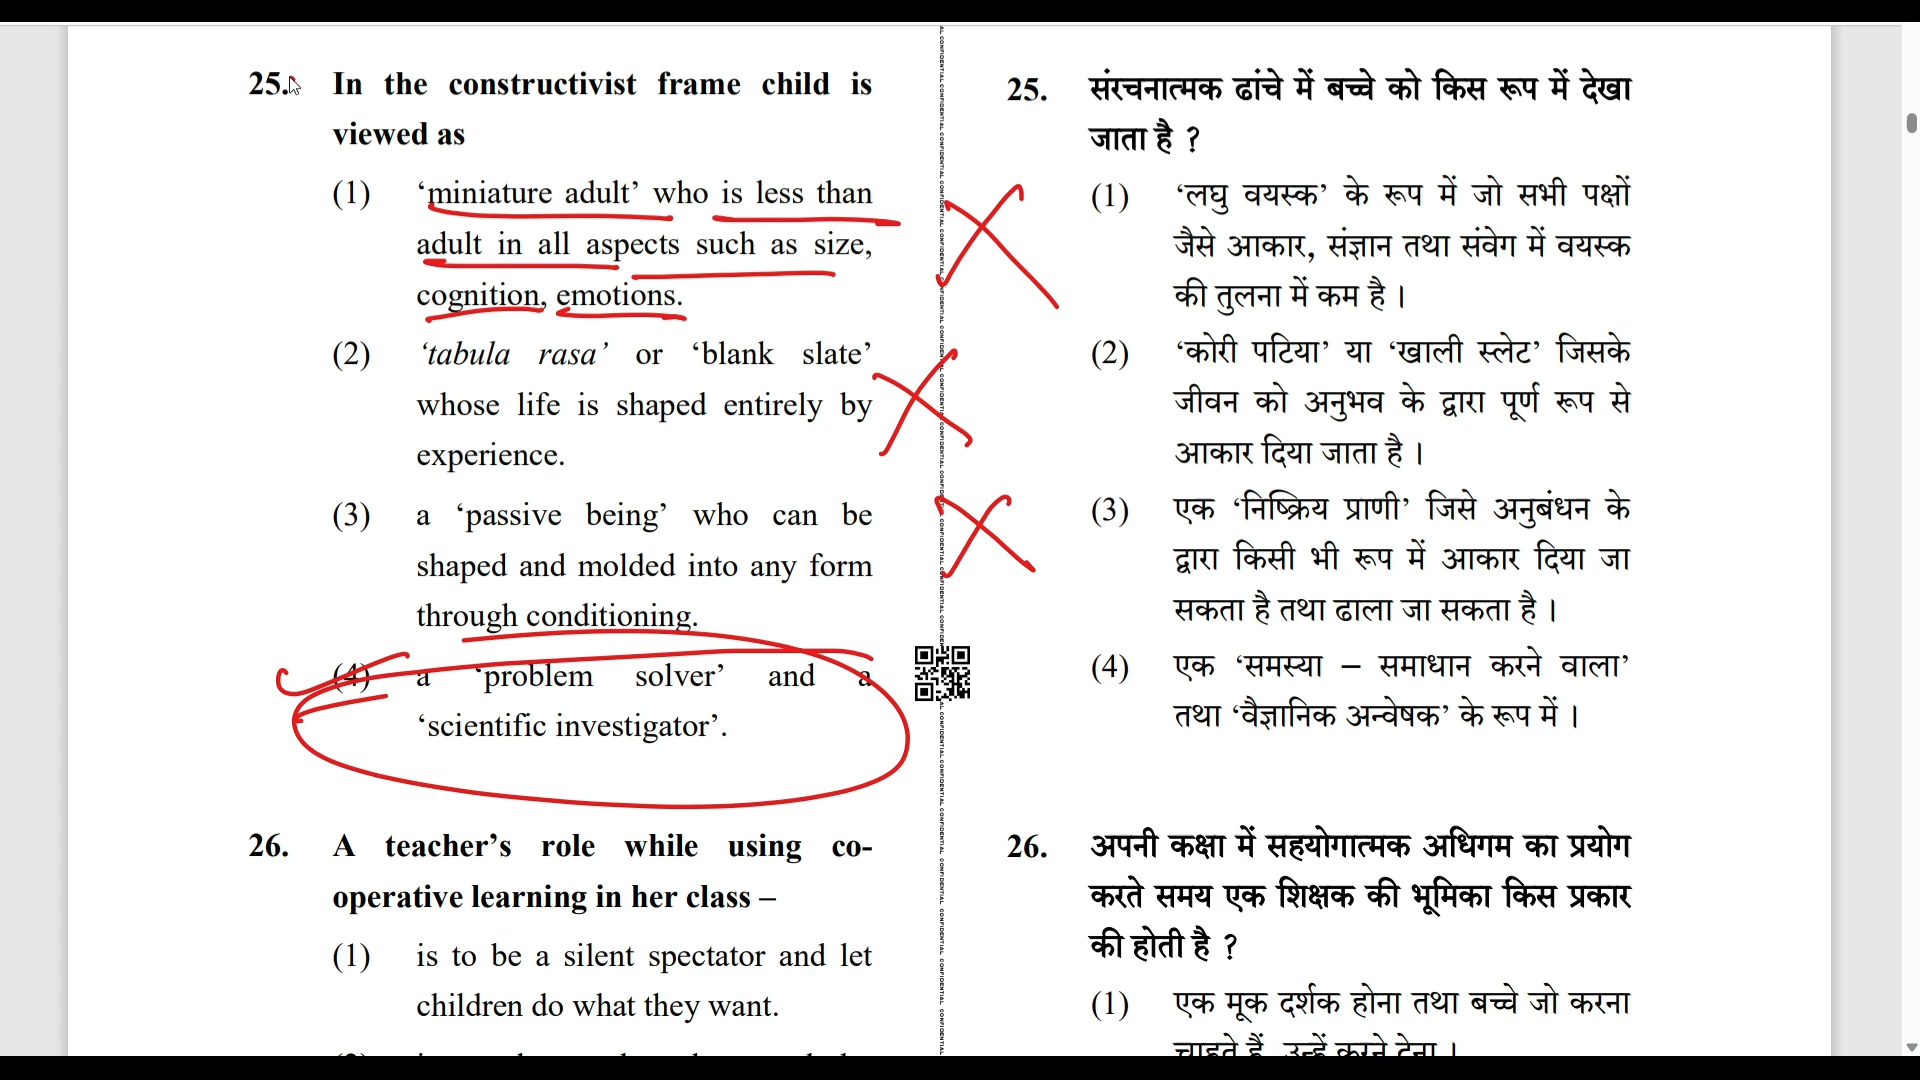 25. In the constructivist frame child is
viewed as
(1) ‘miniature adult’ who is less than
adult in all aspects such as size,
cognition, emotions.
(2) ‘tabula rasa’ or ‘blank slate’
whose life is shaped entirely by
experience.
(3) a ‘passive being’ who can be
shaped and molded into any form
through conditioning.
(4) a ‘problem solver’ and a
‘scientific investigator’.
26. A teacher’s role while using co-
operative learning in her class –
(1) is to be a silent spectator and let
children do what they want.
25. संरचनात्मक ढांचे में बच्चे को किस रूप में देखा
जाता है ?
(1) ‘लघु वयस्क’ के रूप में जो सभी पक्षों
जैसे आकार, संज्ञान तथा संवेग में वयस्क
की तुलना में कम है ।
(2) ‘कोरी पटिया’ या ‘खाली स्लेट’ जिसके
जीवन को अनुभव के द्वारा पूर्ण रूप से
आकार दिया जाता है ।
(3) एक ‘निष्क्रिय प्राणी’ जिसे अनुबंधन के
द्वारा किसी भी रूप में आकार दिया जा
सकता है तथा ढाला जा सकता है ।
(4) एक ‘समस्या – समाधान करने वाला’
तथा ‘वैज्ञानिक अन्वेषक’ के रूप में ।
26. अपनी कक्षा में सहयोगात्मक अधिगम का प्रयोग
करते समय एक शिक्षक की भूमिका किस प्रकार
की होती है ?
(1) एक मूक दर्शक होना तथा बच्चे जो करना
चाहते हैं, उन्हें करने देना ।